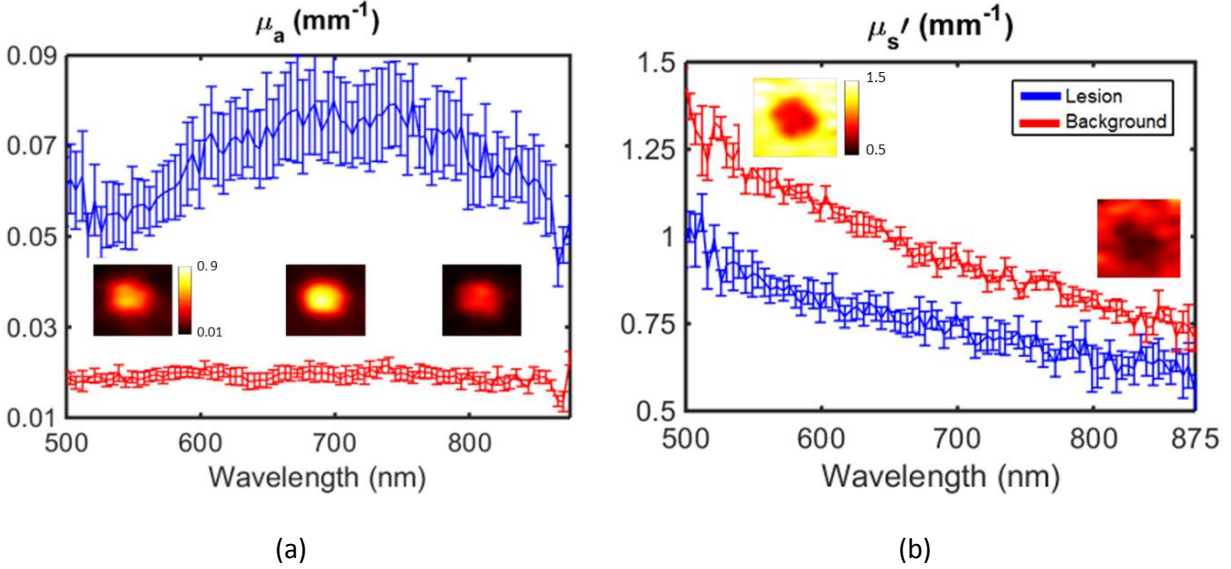 μa (mm-1)
0.09
0.07
0.05
0.03
0.01
0.9
0.01
500
600
700
800
Wavelength (nm)
(a)
μs′ (mm-1)
1.5
1.25
1
0.75
0.5
1.5
0.5
Lesion
Background
500
600
700
800
875
Wavelength (nm)
(b)